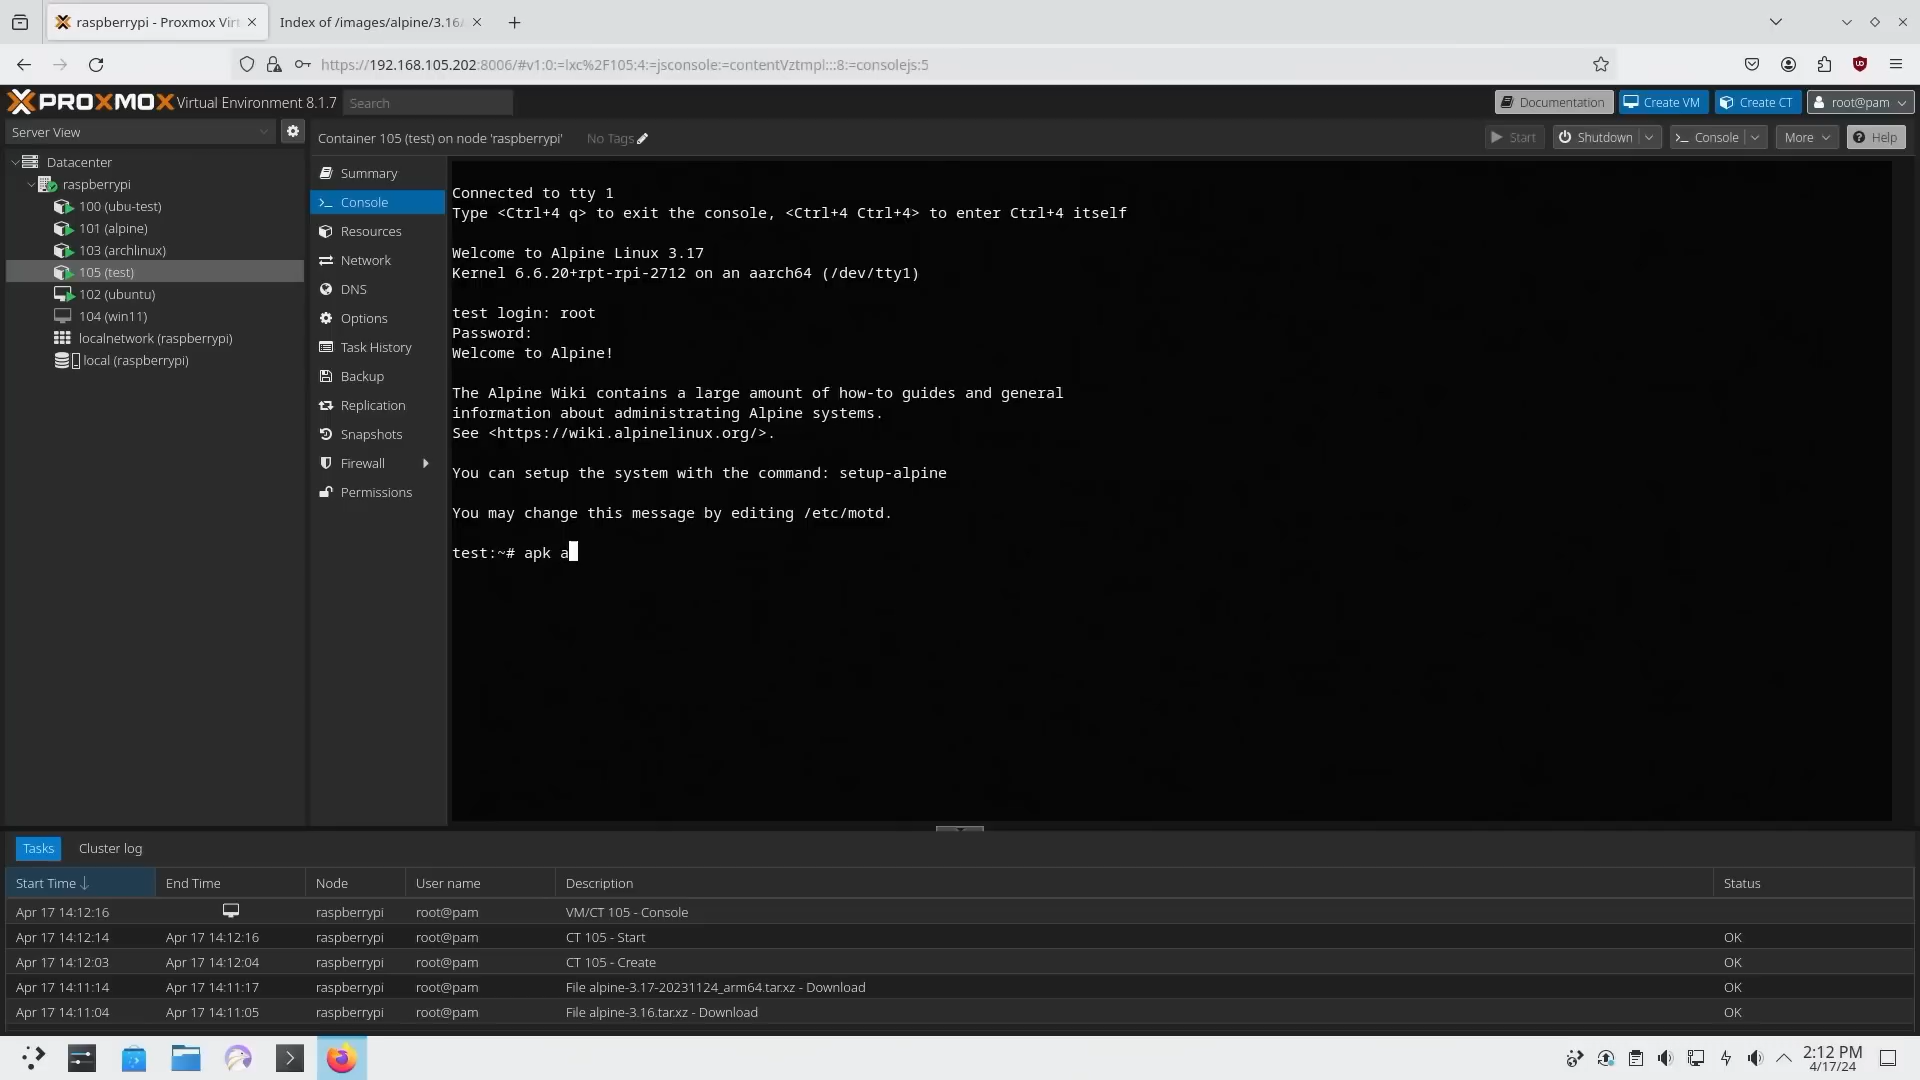 raspberrypi - Proxmox Virt
Index of /images/alpine/3.16/
https://192.168.105.202:8006/#v1:0:=lxc%2F105:4:=jsconsole:=contentVztmpl:::8:=consolejs:5
PROXMOX Virtual Environment 8.1.7
Search
Documentation
Create VM
Create CT
root@pam
Server View
Container 105 (test) on node 'raspberrypi'
No Tags
Start
Shutdown
Console
More
Help
Datacenter
raspberrypi
100 (ubu-test)
101 (alpine)
103 (archlinux)
105 (test)
102 (ubuntu)
104 (win11)
localnetwork (raspberrypi)
local (raspberrypi)
Summary
Console
Resources
Network
DNS
Options
Task History
Backup
Replication
Snapshots
Firewall
Permissions
Connected to tty 1
Type <Ctrl+4 q> to exit the console, <Ctrl+4 Ctrl+4> to enter Ctrl+4 itself
Welcome to Alpine Linux 3.17
Kernel 6.6.20+rpt-rpi-2712 on an aarch64 (/dev/tty1)
test login: root
Password:
Welcome to Alpine!
The Alpine Wiki contains a large amount of how-to guides and general
information about administrating Alpine systems.
See <https://wiki.alpinelinux.org/>.
You can setup the system with the command: setup-alpine
You may change this message by editing /etc/motd.
test:~# apk a
Tasks
Cluster log
Start Time End Time Node User name Description Status
Apr 17 14:12:16 raspberrypi root@pam VM/CT 105 - Console
Apr 17 14:12:14 Apr 17 14:12:16 raspberrypi root@pam CT 105 - Start OK
Apr 17 14:12:03 Apr 17 14:12:04 raspberrypi root@pam CT 105 - Create OK
Apr 17 14:11:14 Apr 17 14:11:17 raspberrypi root@pam File alpine-3.17-20231124_arm64.tar.xz - Download OK
Apr 17 14:11:04 Apr 17 14:11:05 raspberrypi root@pam File alpine-3.16.tar.xz - Download OK
2:12 PM
4/17/24